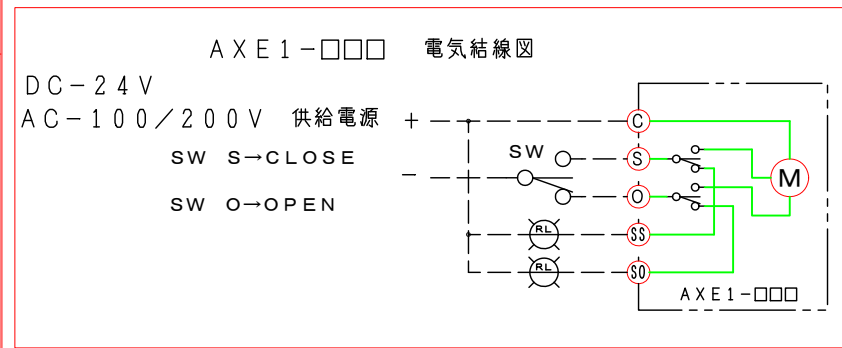 AXE1-□□□ 電気結線図
DC-24V
AC-100/200V 供給電源 +
C
SW S→CLOSE
SW
S
-
M
SW O→OPEN
O
RL
SS
RL
SO
AXE1-□□□